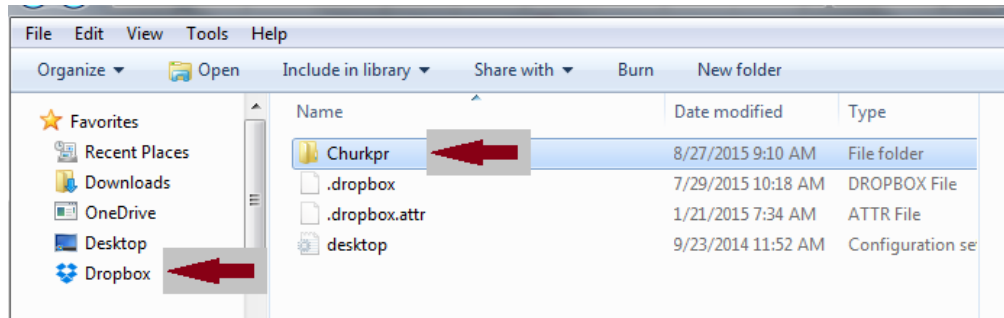 File Edit View Tools Help
Organize Open Include in library Share with Burn New folder
Favorites
Recent Places
Downloads
OneDrive
Desktop
Dropbox
Name Date modified Type
Churkpr 8/27/2015 9:10 AM File folder
.dropbox 7/29/2015 10:18 AM DROPBOX File
.dropbox.attr 1/21/2015 7:34 AM ATTR File
desktop 9/23/2014 11:52 AM Configuration se